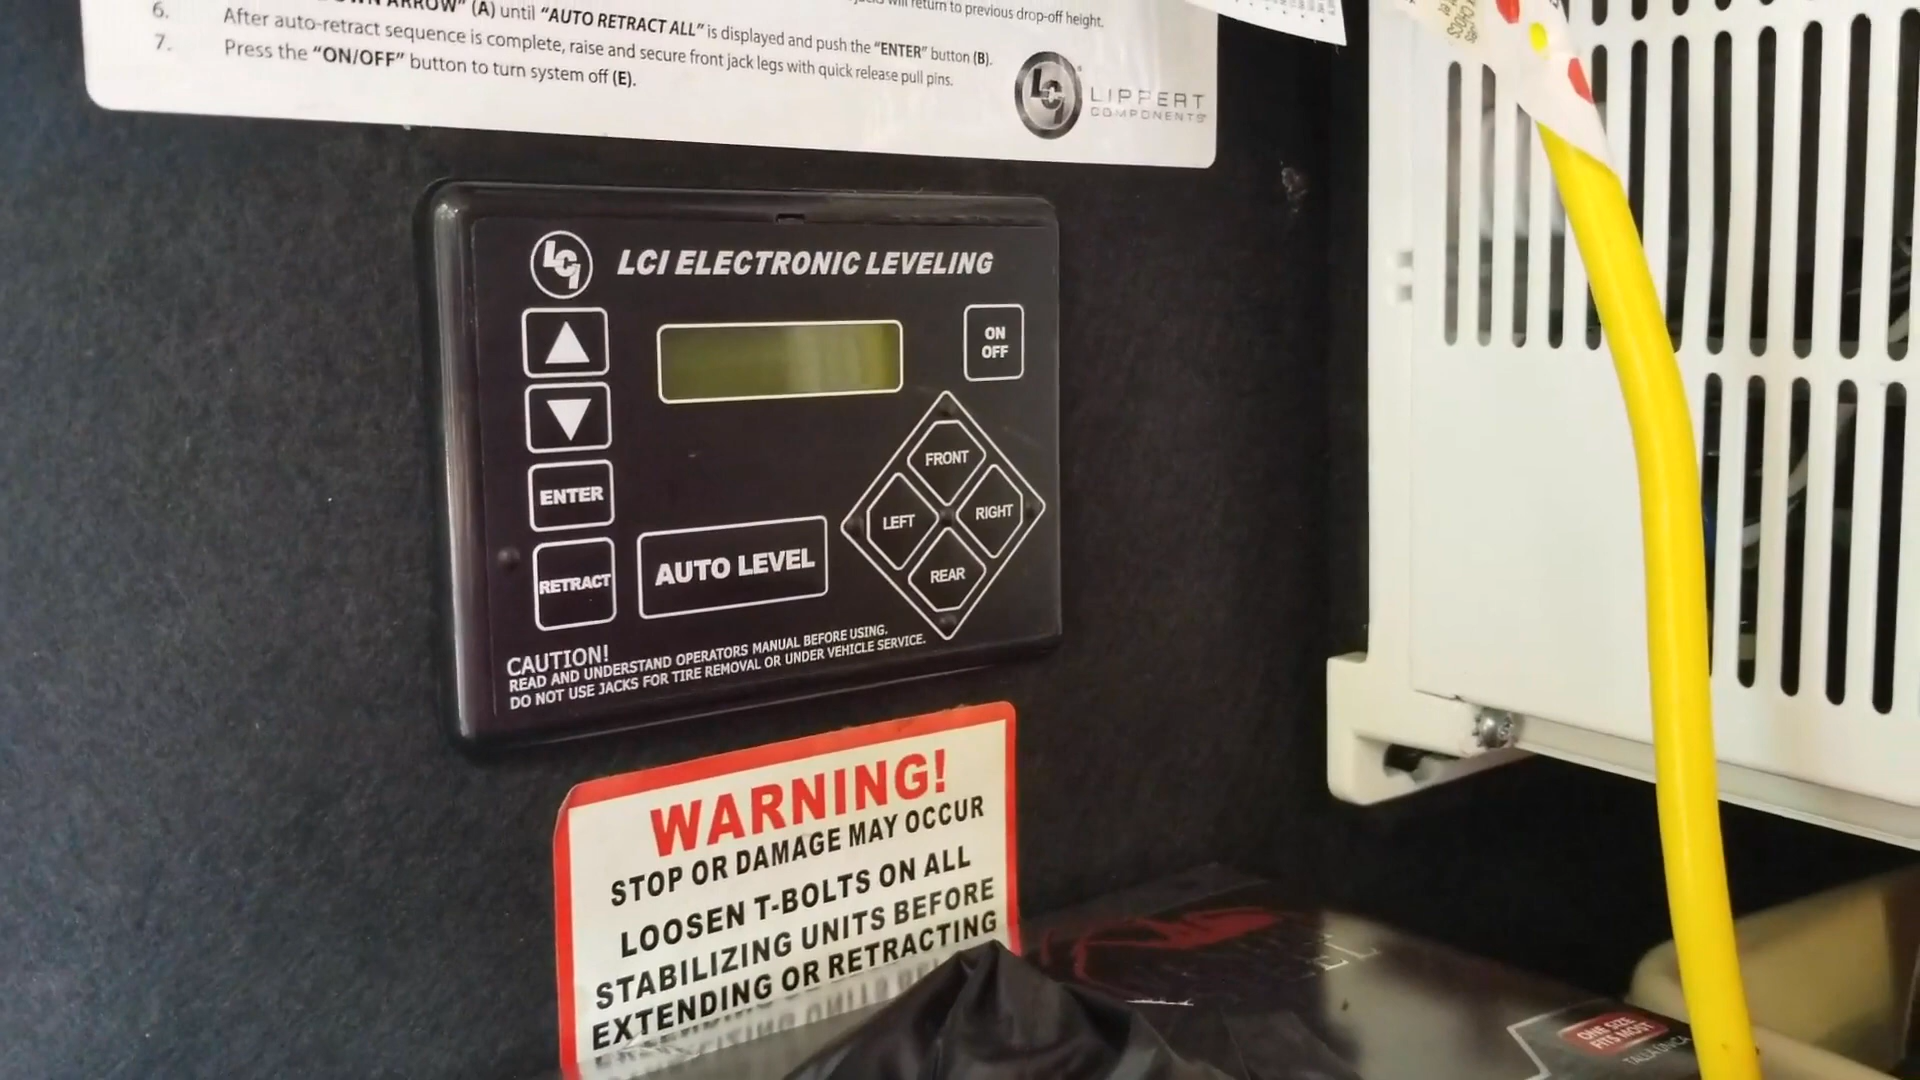 will return to previous drop-off height.
ARROW" (A) until "AUTO RETRACT ALL" is displayed and push the "ENTER" button (B).
6. After auto-retract sequence is complete, raise and secure front jack legs with quick release pull pins.
7. Press the "ON/OFF" button to turn system off (E).
LCI
LIPPERT
COMPONENTS
LCI
LCI ELECTRONIC LEVELING
ON
OFF
ENTER
RETRACT
AUTO LEVEL
FRONT
LEFT
RIGHT
REAR
CAUTION!
READ AND UNDERSTAND OPERATORS MANUAL BEFORE USING.
DO NOT USE JACKS FOR TIRE REMOVAL OR UNDER VEHICLE SERVICE.
WARNING!
STOP OR DAMAGE MAY OCCUR
LOOSEN T-BOLTS ON ALL
STABILIZING UNITS BEFORE
EXTENDING OR RETRACTING
ONE SIZE
FITS MOST
TALLA UNICA